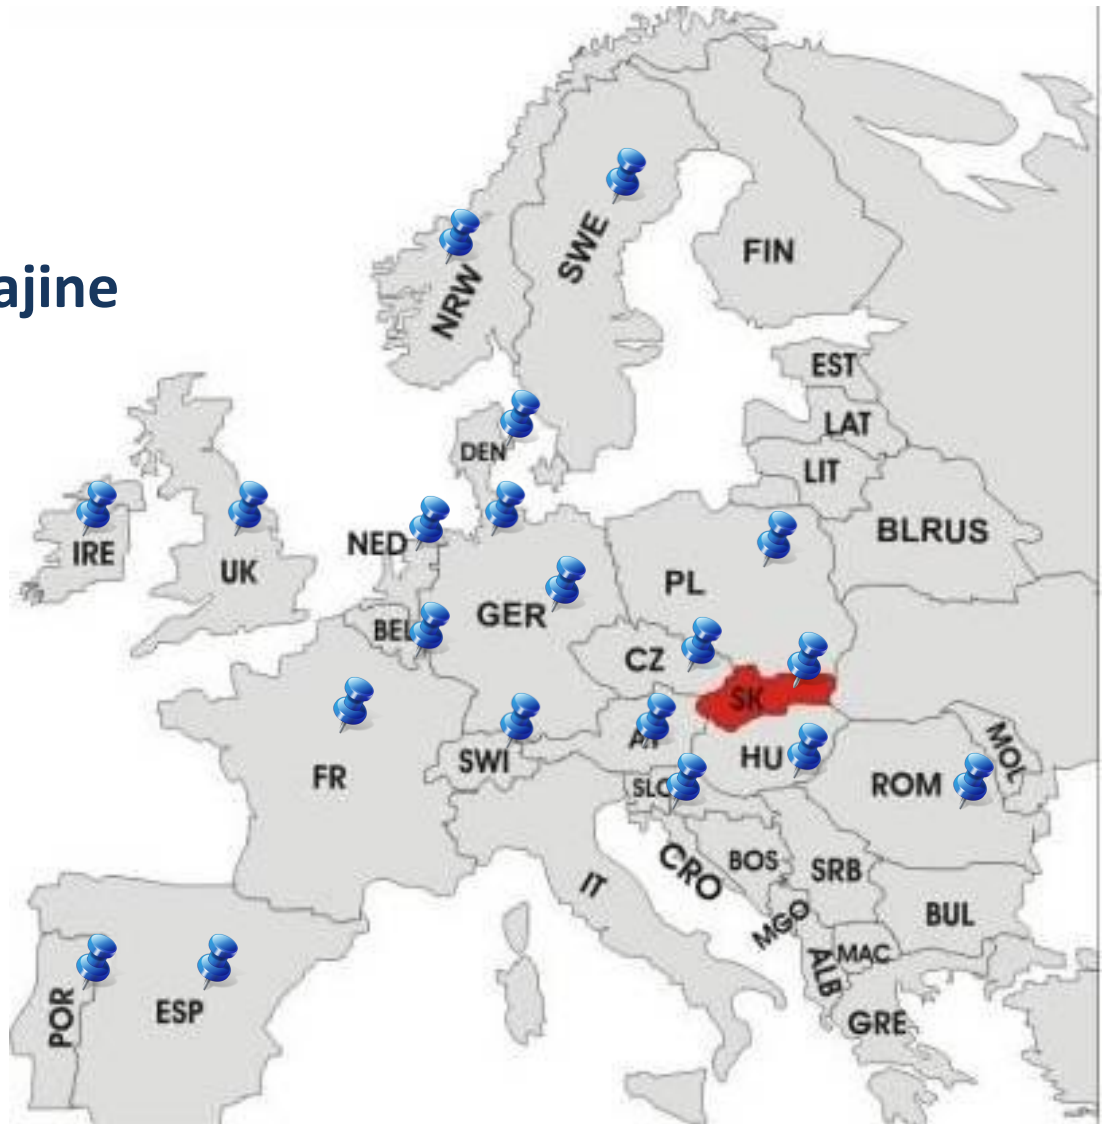 ajine
SWE
FIN
NRW
EST
LAT
DEN
LIT
BLRUS
NED
IRE
UK
PL
GER
BEL
CZ
SK
MOL
HU
SWI
FR
ROM
SLO
CRO
BOS
SRB
IT
BUL
MGO
MAC
ALB
POR
ESP
GRE